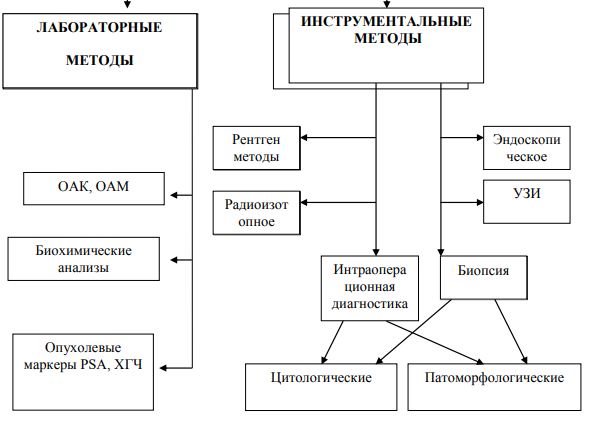 ЛАБОРАТОРНЫЕ
МЕТОДЫ
ИНСТРУМЕНТАЛЬНЫЕ
МЕТОДЫ
Рентген
методы
Эндоскопи
ческое
ОАК, ОАМ
Радиоизот
опное
УЗИ
Биохимические
анализы
Интраопера
ционная
диагностика
Биопсия
Опухолевые
маркеры PSA, ХГЧ
Цитологические
Патоморфологические